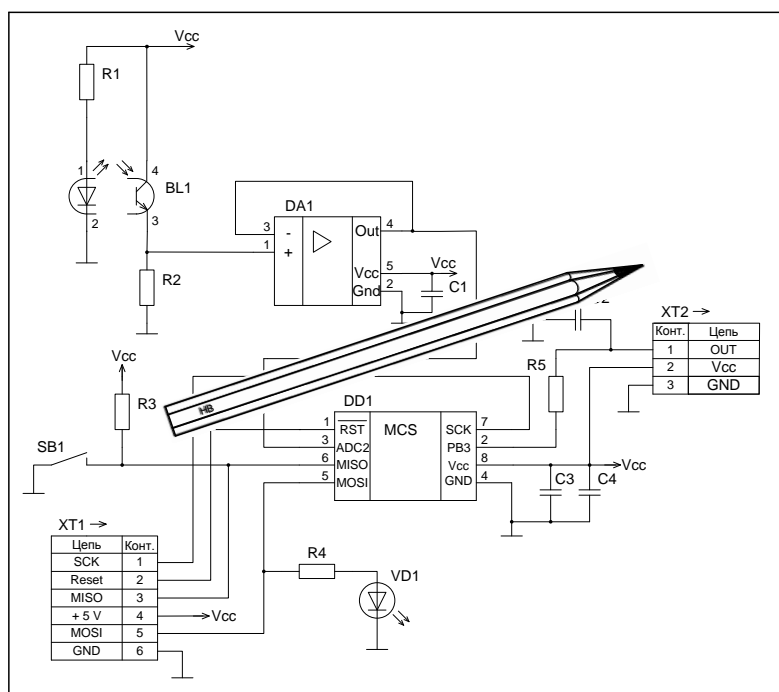 Vcc
R1
1
4
BL1
2
3
DA1
3
-
Out
4
1
+
Vcc
5
Vcc
Gnd
2
C1
R2
XT2 →
Конт.
Цепь
1
OUT
2
Vcc
3
GND
Vcc
R3
HB
R5
DD1
1
RST
MCS
SCK
7
3
ADC2
PB3
2
6
MISO
Vcc
8
Vcc
5
MOSI
GND
4
C3
C4
SB1
XT1 →
Цепь
Конт.
SCK
1
Reset
2
MISO
3
+ 5 V
4
Vcc
MOSI
5
GND
6
R4
VD1